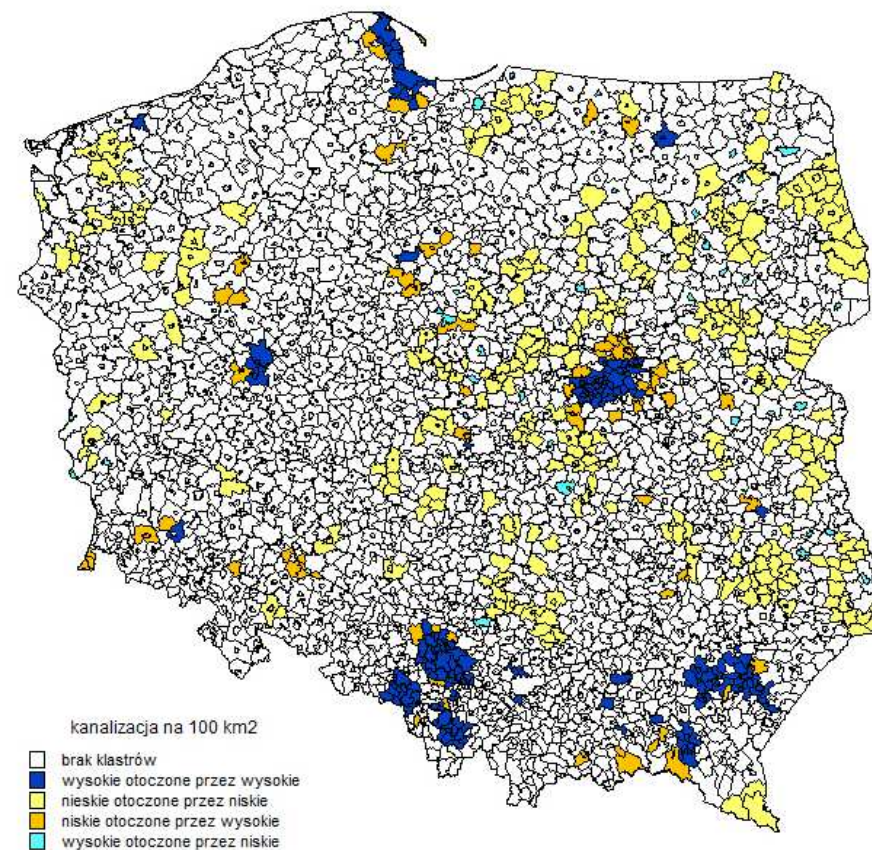 kanalizacja na 100 km2
brak klastrów
wysokie otoczone przez wysokie
nieskie otoczone przez niskie
niskie otoczone przez wysokie
wysokie otoczone przez niskie